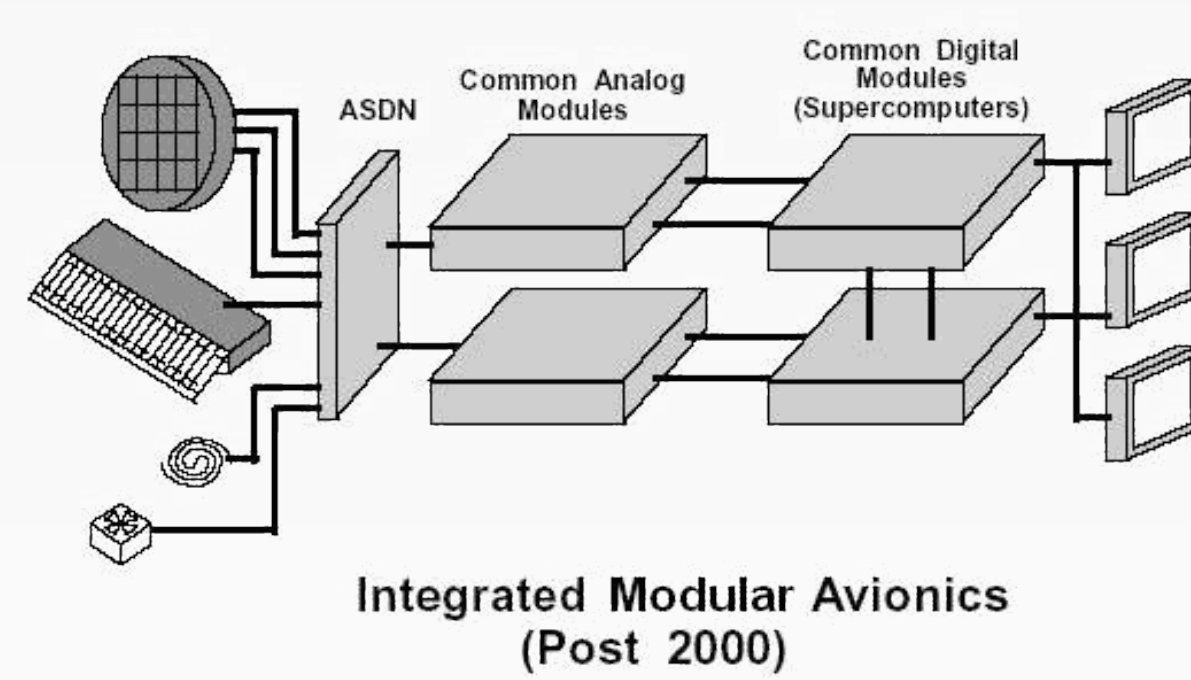 ASDN
Common Analog
Modules
Common Digital
Modules
(Supercomputers)
Integrated Modular Avionics
(Post 2000)